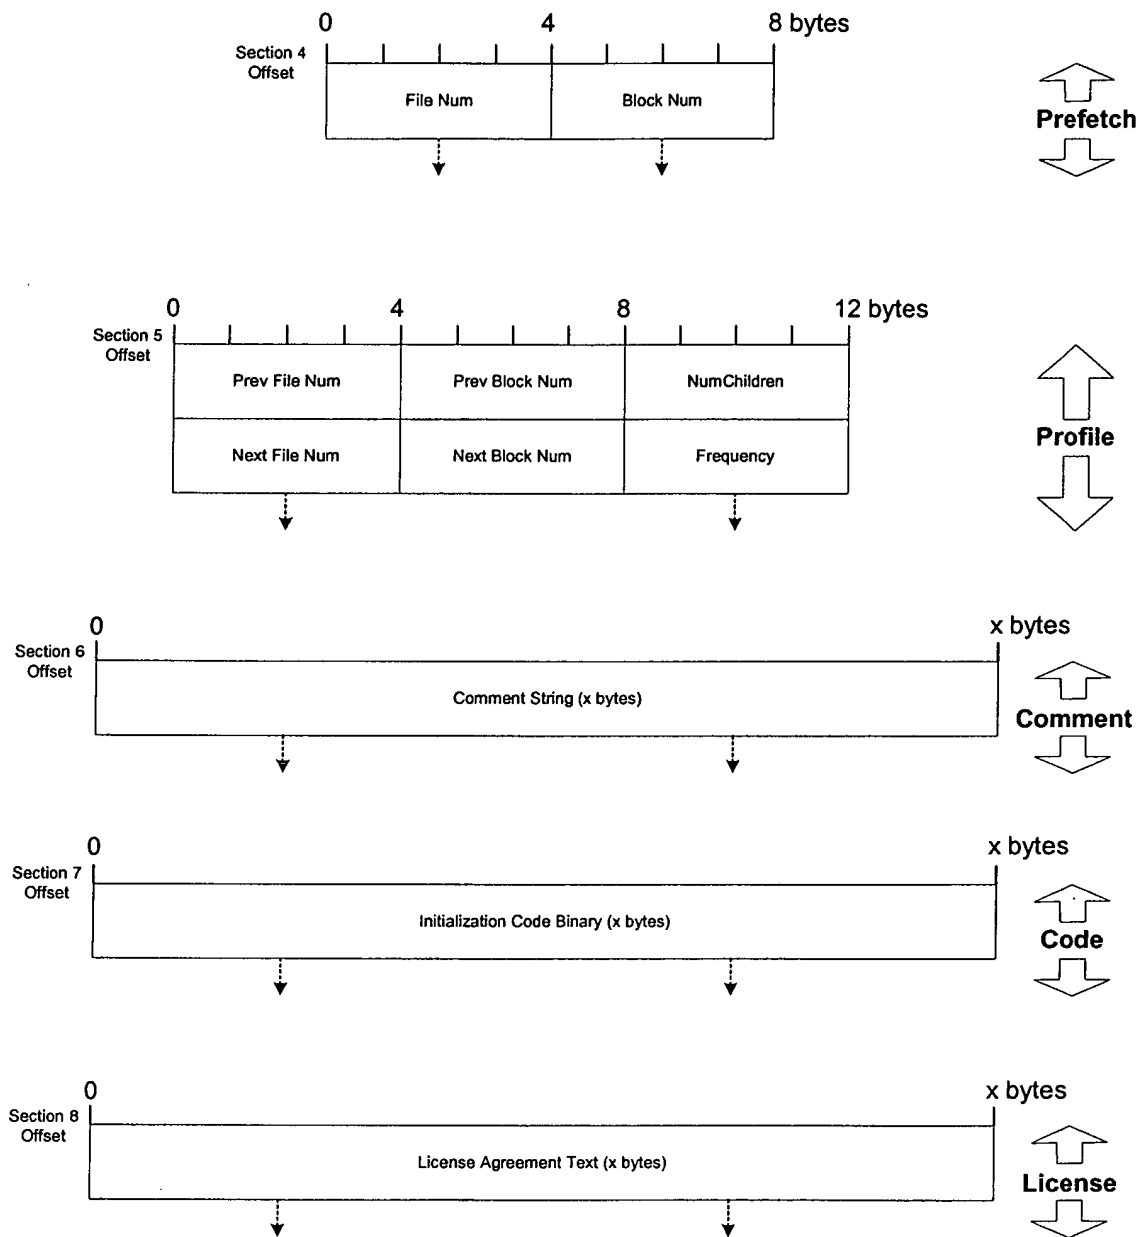 0 4 8 bytes
Section 4
Offset
File Num Block Num
Prefetch
0 4 8 12 bytes
Section 5
Offset
Prev File Num Prev Block Num NumChildren
Next File Num Next Block Num Frequency
Profile
0 x bytes
Section 6
Offset
Comment String (x bytes)
Comment
0 x bytes
Section 7
Offset
Initialization Code Binary (x bytes)
Code
0 x bytes
Section 8
Offset
License Agreement Text (x bytes)
License